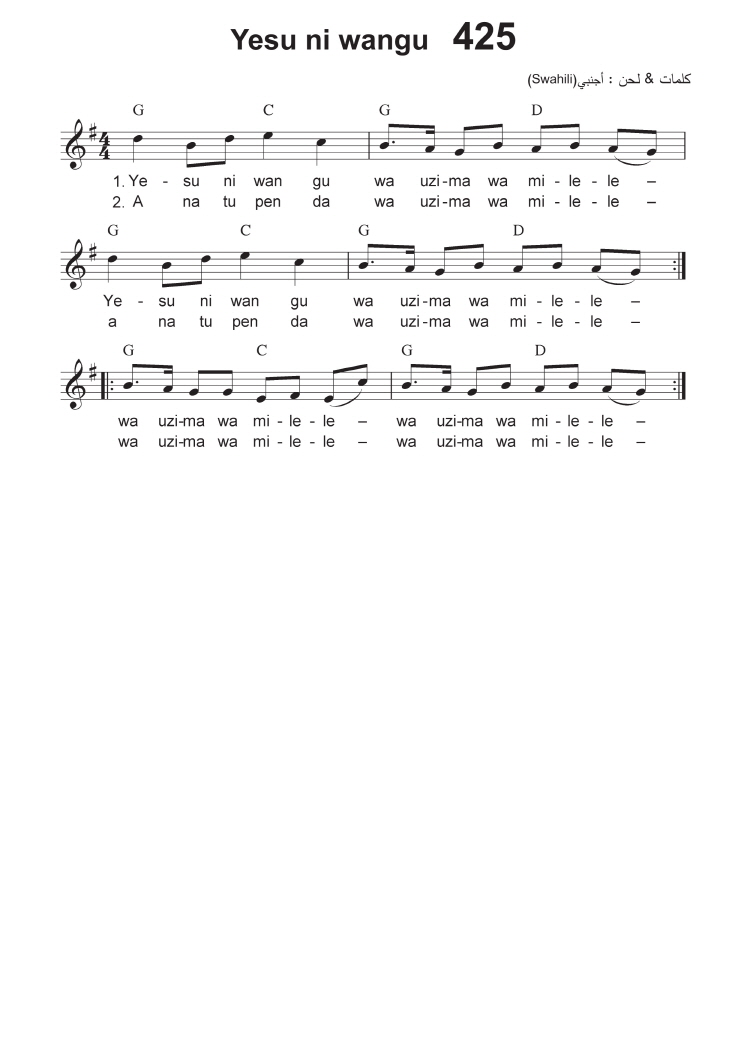 Yesu ni wangu 425
كلمات & لحن : أجنبي(Swahili)
G C G D
4/4
1. Ye - su ni wan gu wa uzi-ma wa mi - le - le –
2. A na tu pen da wa uzi-ma wa mi - le - le –
G C G D
Ye - su ni wan gu wa uzi-ma wa mi - le - le –
a na tu pen da wa uzi-ma wa mi - le - le –
G C G D
wa uzi-ma wa mi - le - le – wa uzi-ma wa mi - le - le –
wa uzi-ma wa mi - le - le – wa uzi-ma wa mi - le - le –